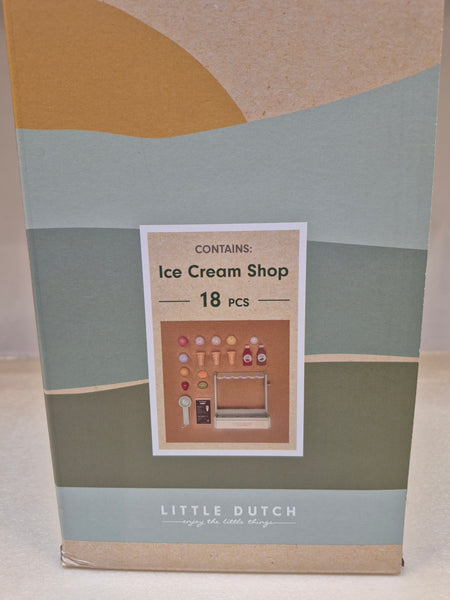 CONTAINS:
Ice Cream Shop
18 PCS
LITTLE DUTCH
enjoy the little things